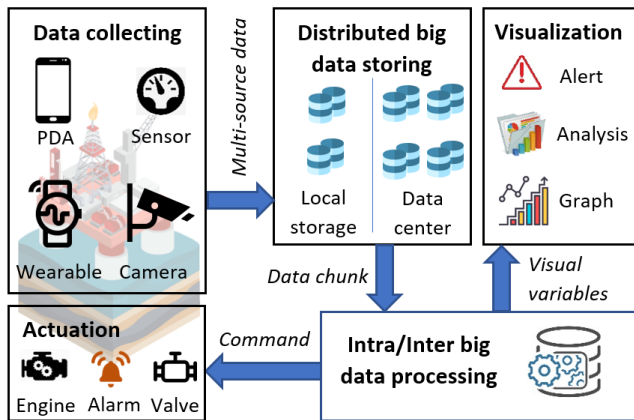 Data collecting
PDA
Sensor
Wearable
Camera
Multi-source data
Distributed big
data storing
Local
storage
Data
center
Visualization
Alert
Analysis
Graph
Data chunk
Visual
variables
Actuation
Engine
Alarm
Valve
Command
Intra/Inter big
data processing